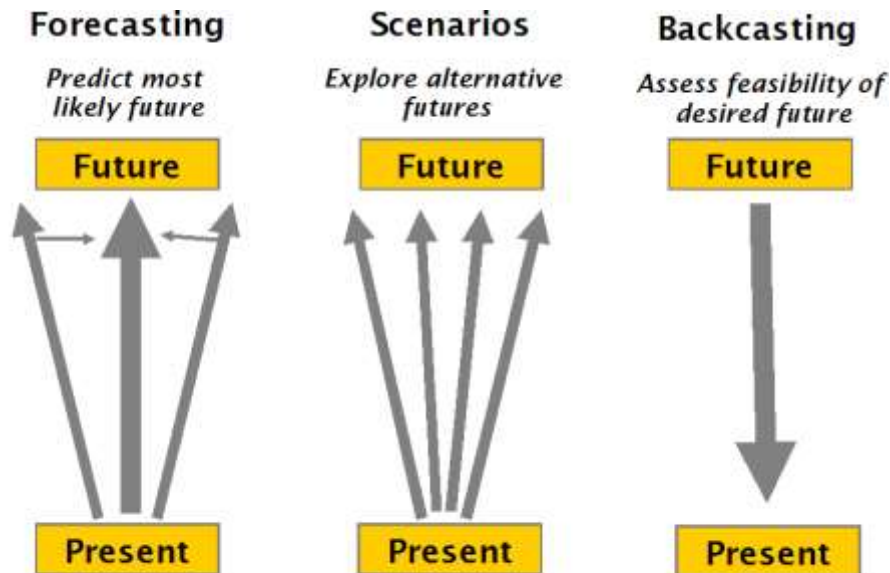 Forecasting
Predict most
likely future
Future
Present
Scenarios
Explore alternative
futures
Future
Present
Backcasting
Assess feasibility of
desired future
Future
Present